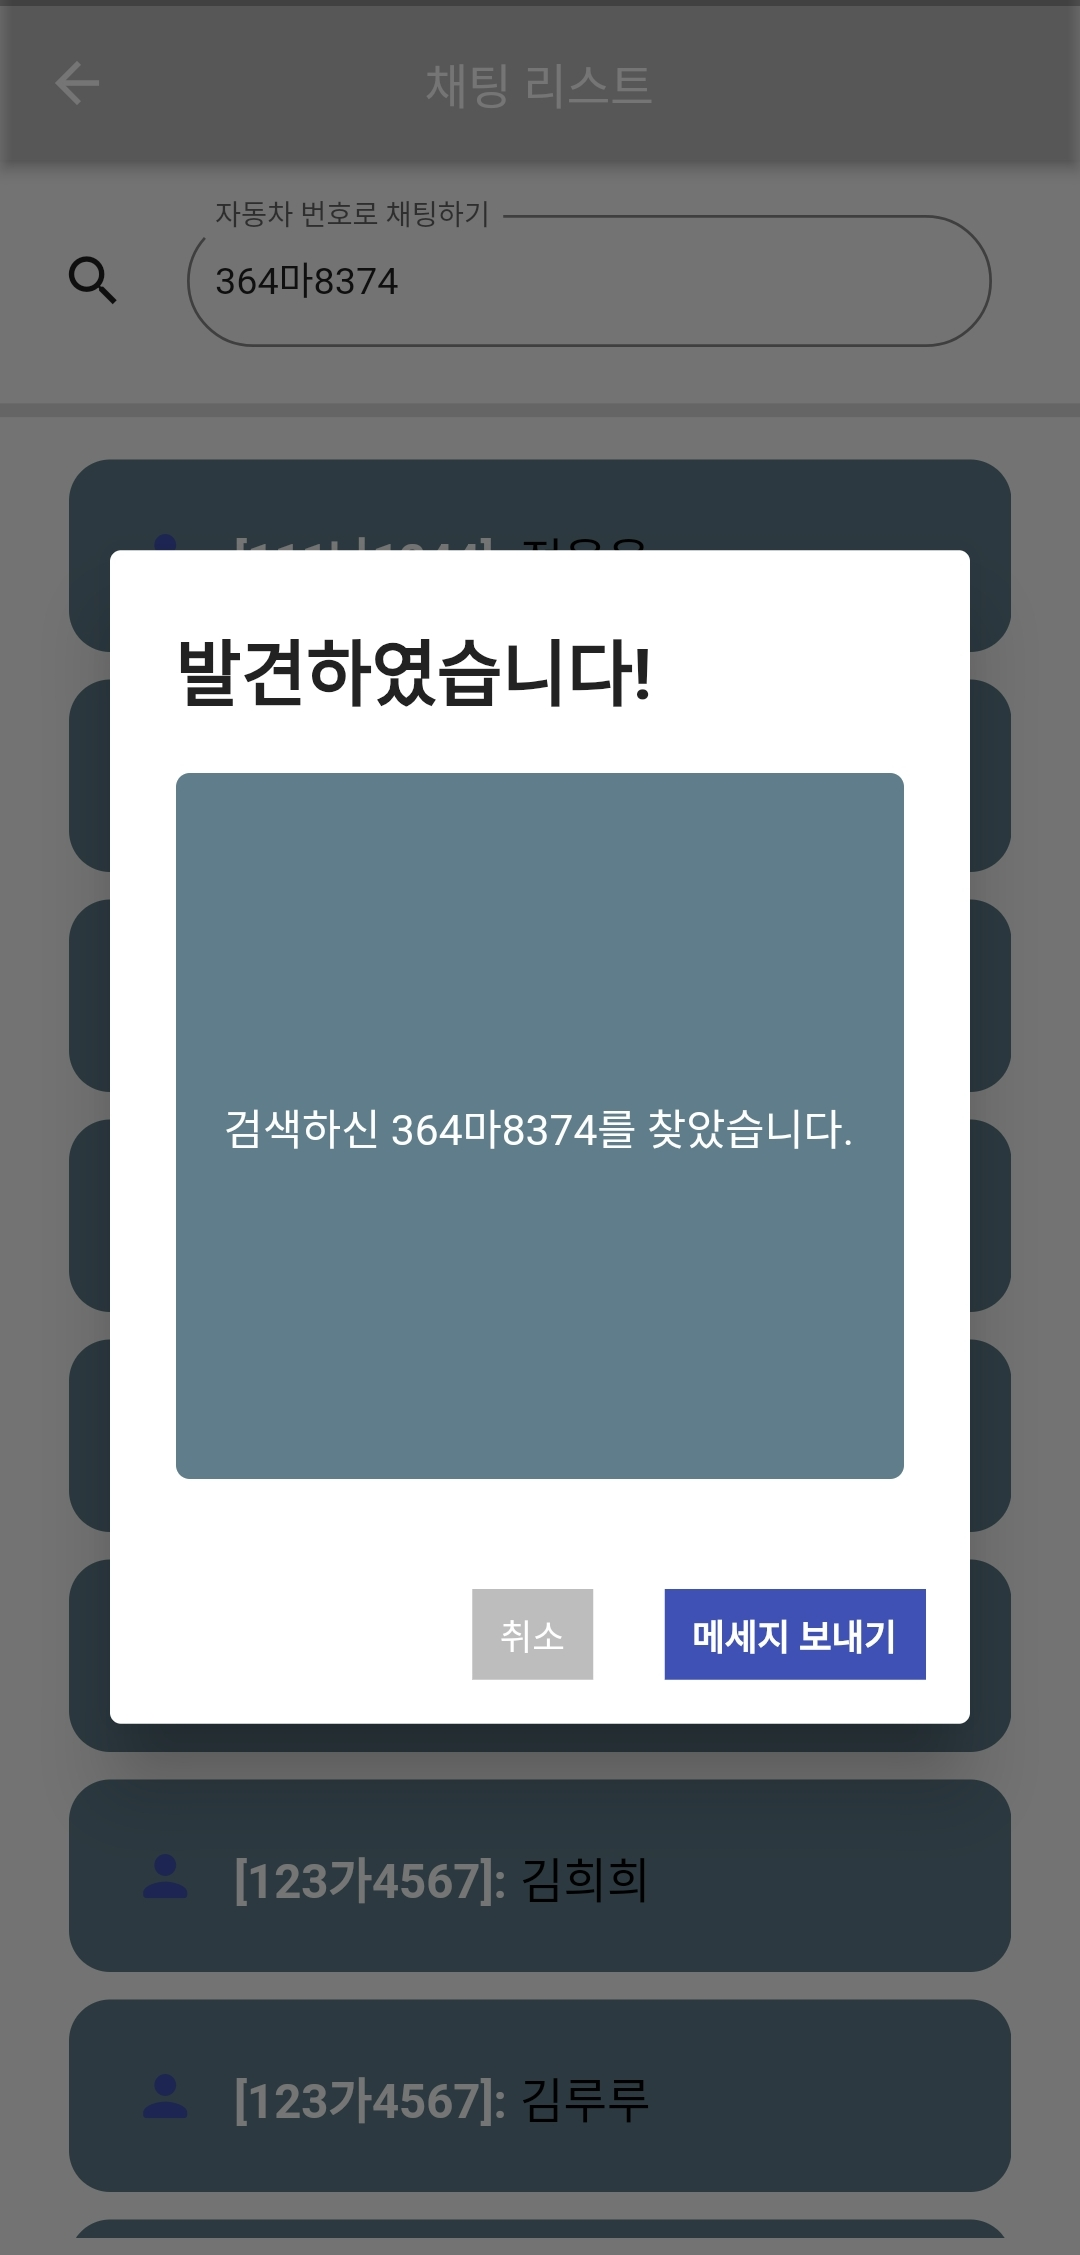 채팅 리스트
자동차 번호로 채팅하기
364마8374
발견하였습니다!
검색하신 364마8374를 찾았습니다.
취소
메세지 보내기
[123가4567]: 김희희
[123가4567]: 김루루